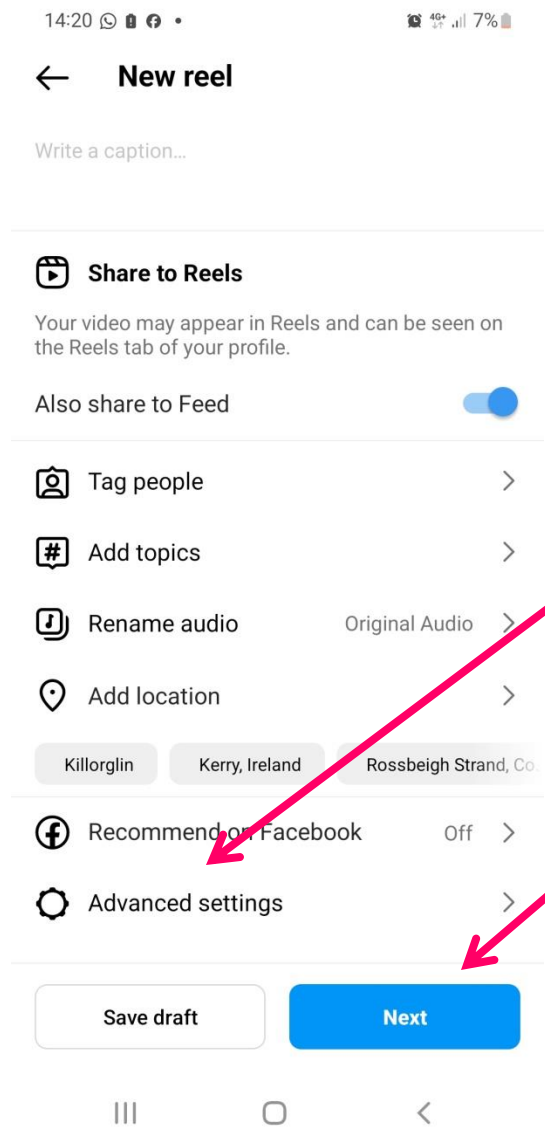 14:20 4G+ 7%
New reel
Write a caption...
Share to Reels
Your video may appear in Reels and can be seen on
the Reels tab of your profile.
Also share to Feed
Tag people
# Add topics
Rename audio Original Audio
Add location
Killorglin Kerry, Ireland Rossbeigh Strand, Co.
Recommend on Facebook Off
Advanced settings
Save draft Next